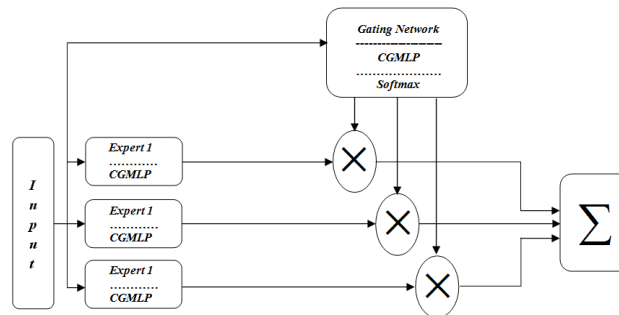 Gating Network
---------------------
CGMLP
.....................
Softmax
Expert 1
............
CGMLP
I
n
p
u
t
Expert 1
............
CGMLP
Expert 1
............
CGMLP
×
×
×
∑